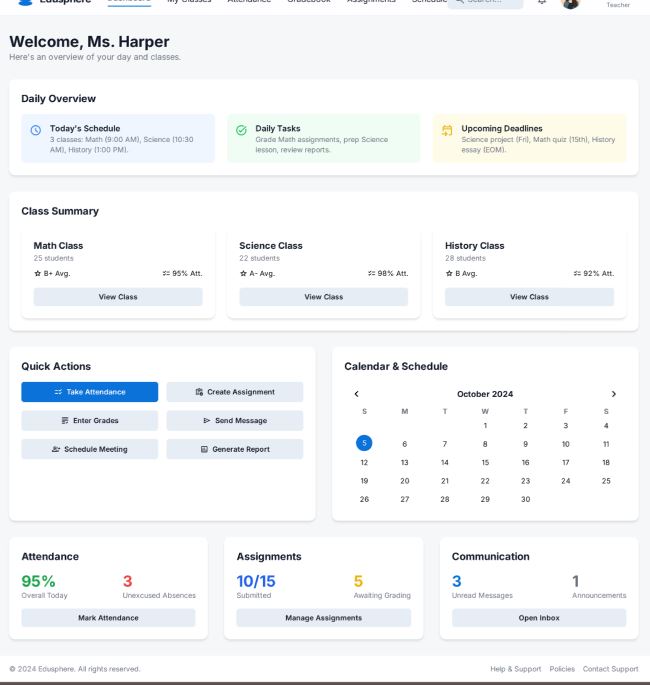 Edusphere Dashboard My Classes Attendance Gradebook Assignments Schedule Search...
Teacher
Welcome, Ms. Harper
Here's an overview of your day and classes.
Daily Overview
Today's Schedule
3 classes: Math (9:00 AM), Science (10:30
AM), History (1:00 PM).
Daily Tasks
Grade Math assignments, prep Science
lesson, review reports.
Upcoming Deadlines
Science project (Fri), Math quiz (15th), History
essay (EOM).
Class Summary
Math Class
25 students
B+ Avg. 95% Att.
View Class
Science Class
22 students
A- Avg. 98% Att.
View Class
History Class
28 students
B Avg. 92% Att.
View Class
Quick Actions
Take Attendance Create Assignment
Enter Grades Send Message
Schedule Meeting Generate Report
Calendar & Schedule
October 2024
S M T W T F S
1 2 3 4
5 6 7 8 9 10 11
12 13 14 15 16 17 18
19 20 21 22 23 24 25
26 27 28 29 30
Attendance
95% 3
Overall Today Unexcused Absences
Mark Attendance
Assignments
10/15 5
Submitted Awaiting Grading
Manage Assignments
Communication
3 1
Unread Messages Announcements
Open Inbox
© 2024 Edusphere. All rights reserved. Help & Support Policies Contact Support